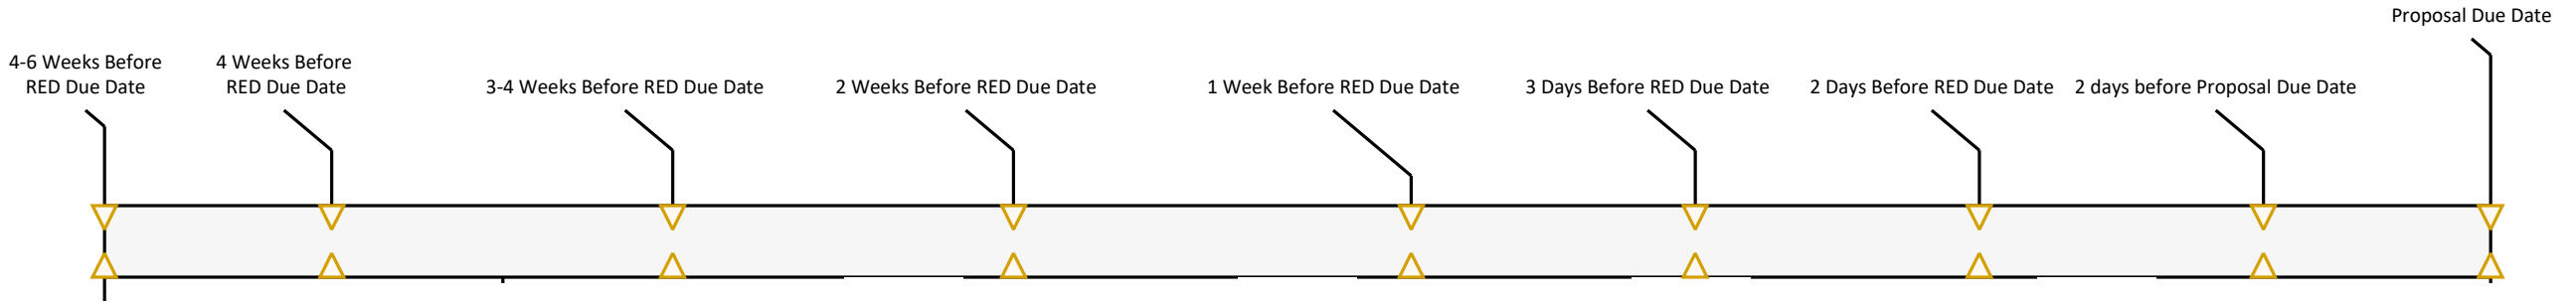 Proposal Due Date
4-6 Weeks Before
RED Due Date
4 Weeks Before
RED Due Date
3-4 Weeks Before RED Due Date
2 Weeks Before RED Due Date
1 Week Before RED Due Date
3 Days Before RED Due Date
2 Days Before RED Due Date
2 days before Proposal Due Date